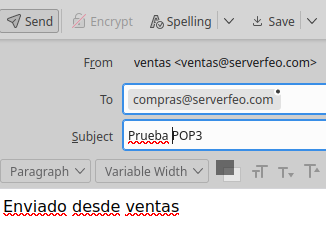 Send Encrypt Spelling Save
From ventas <ventas@serverfeo.com>
To compras@serverfeo.com
Subject Prueba POP3
Paragraph Variable Width
Enviado desde ventas